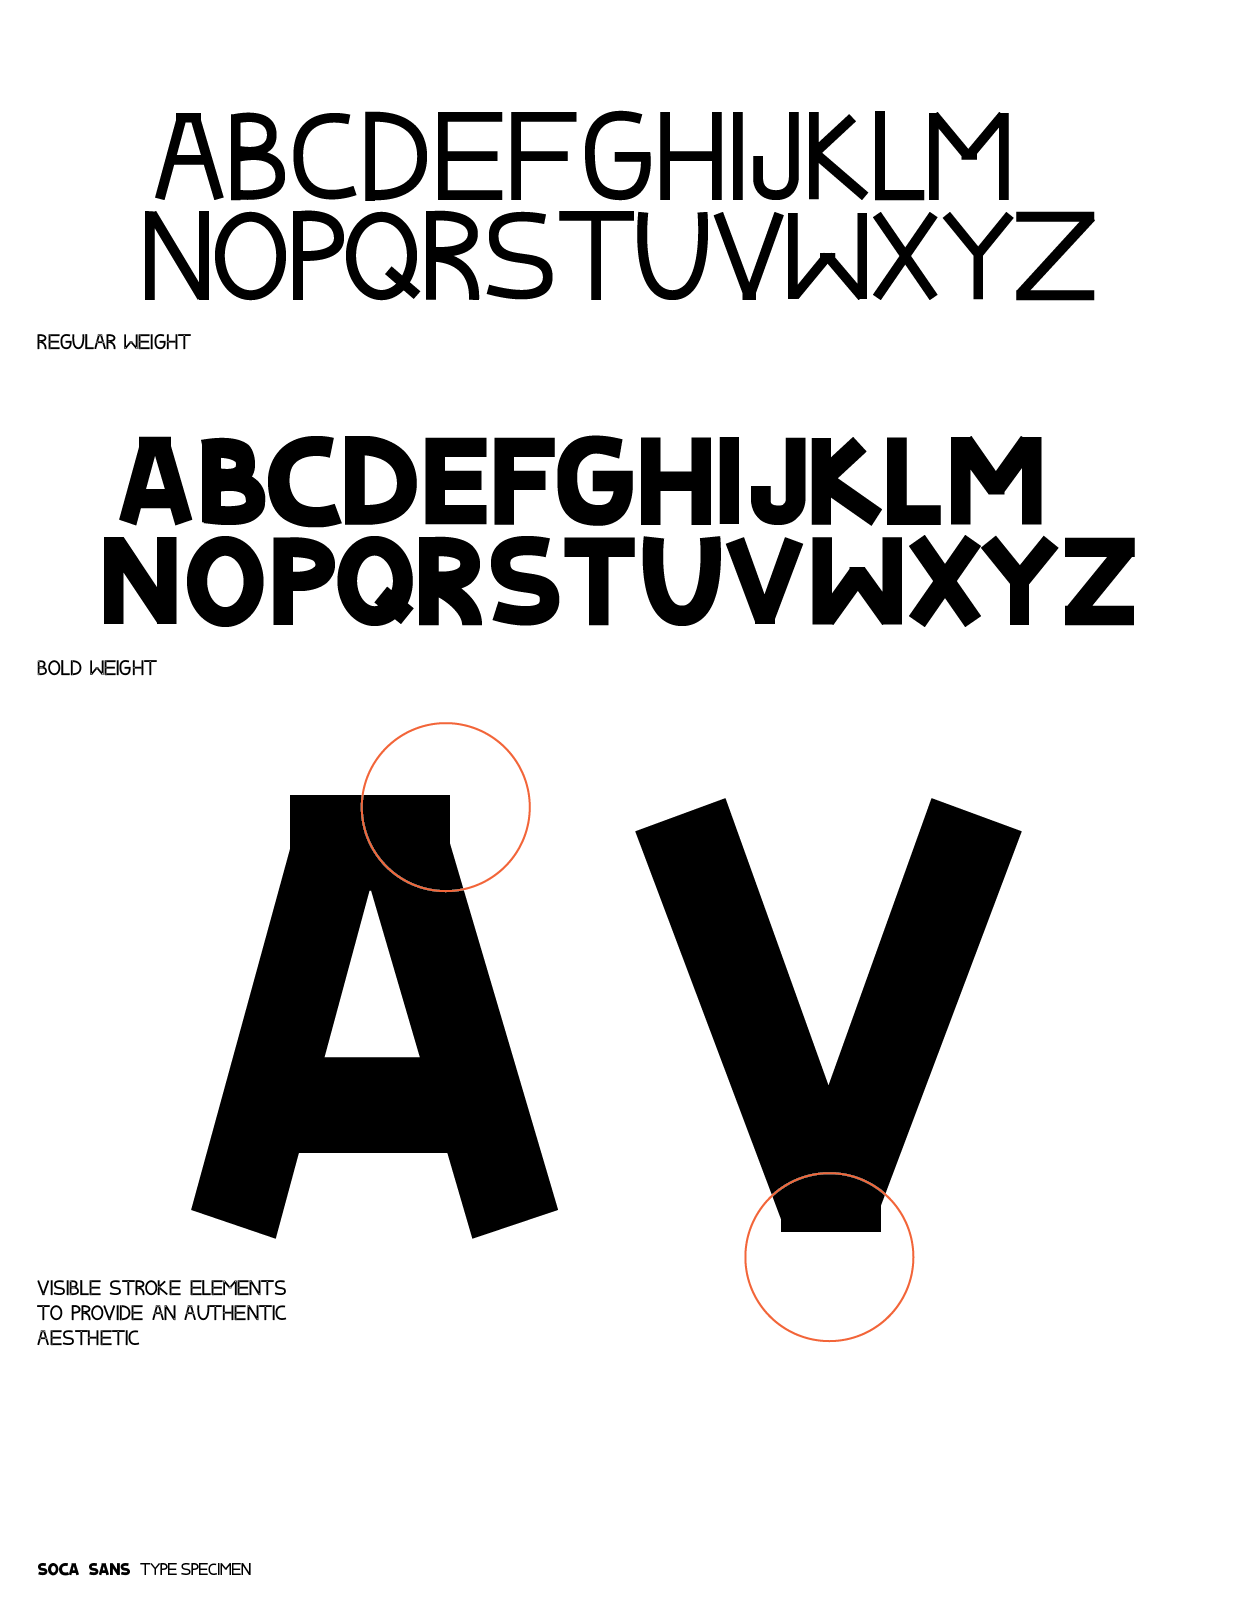 ABCDEFGHIJKLM
NOPQRSTUVWXYZ
REGULAR WEIGHT
ABCDEFGHIJKLM
NOPQRSTUVWXYZ
BOLD WEIGHT
A V
VISIBLE STROKE ELEMENTS
TO PROVIDE AN AUTHENTIC
AESTHETIC
SOCA SANS TYPE SPECIMEN